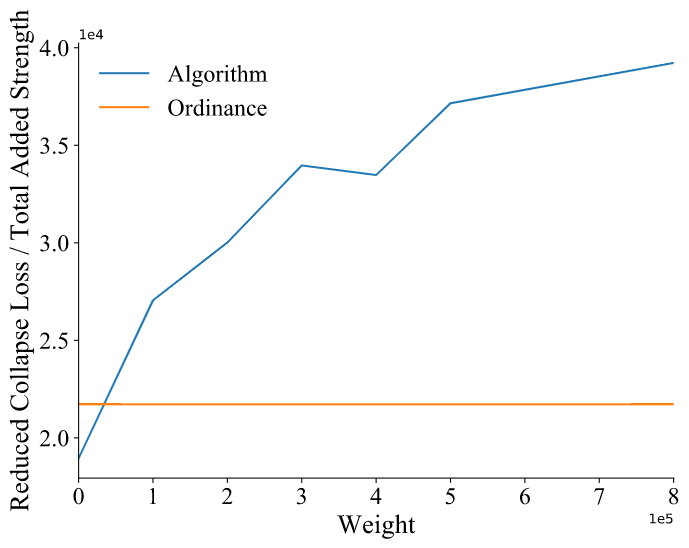 1e4
4.0
3.5
3.0
2.5
2.0
Reduced Collapse Loss / Total Added Strength
Algorithm
Ordinance
0 1 2 3 4 5 6 7 8
1e5
Weight